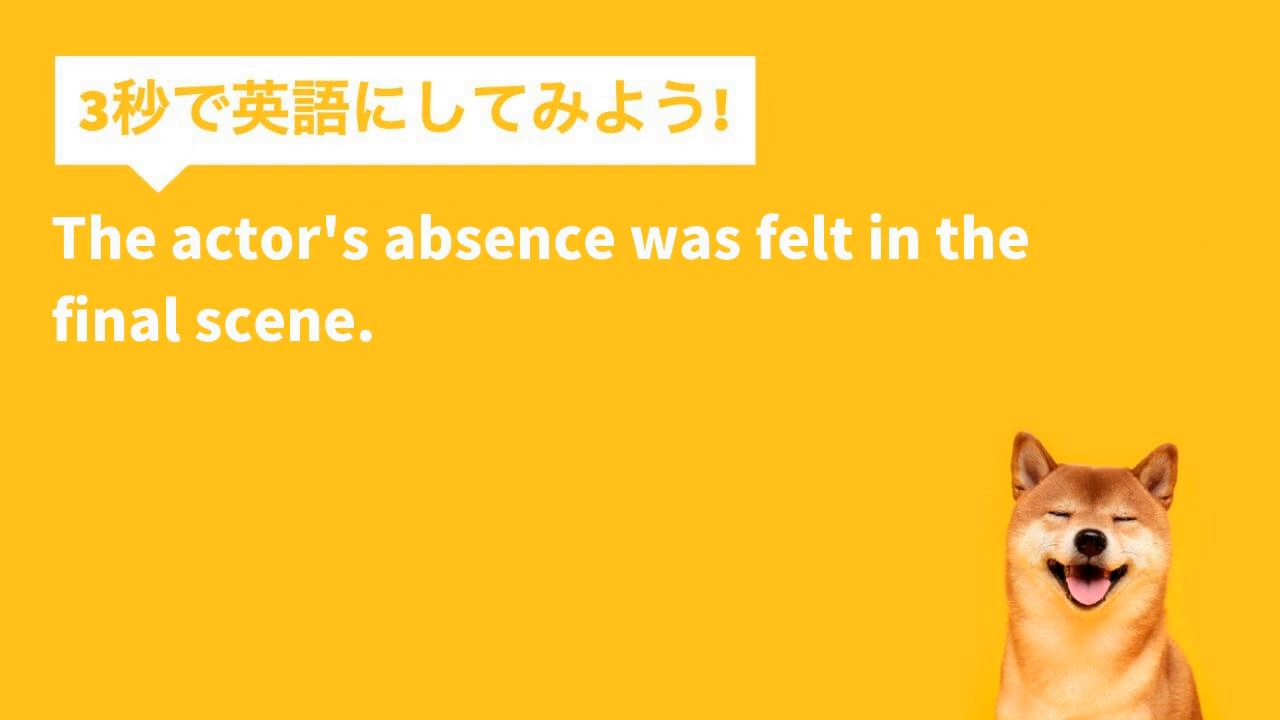 3秒で英語にしてみよう!
The actor's absence was felt in the
final scene.